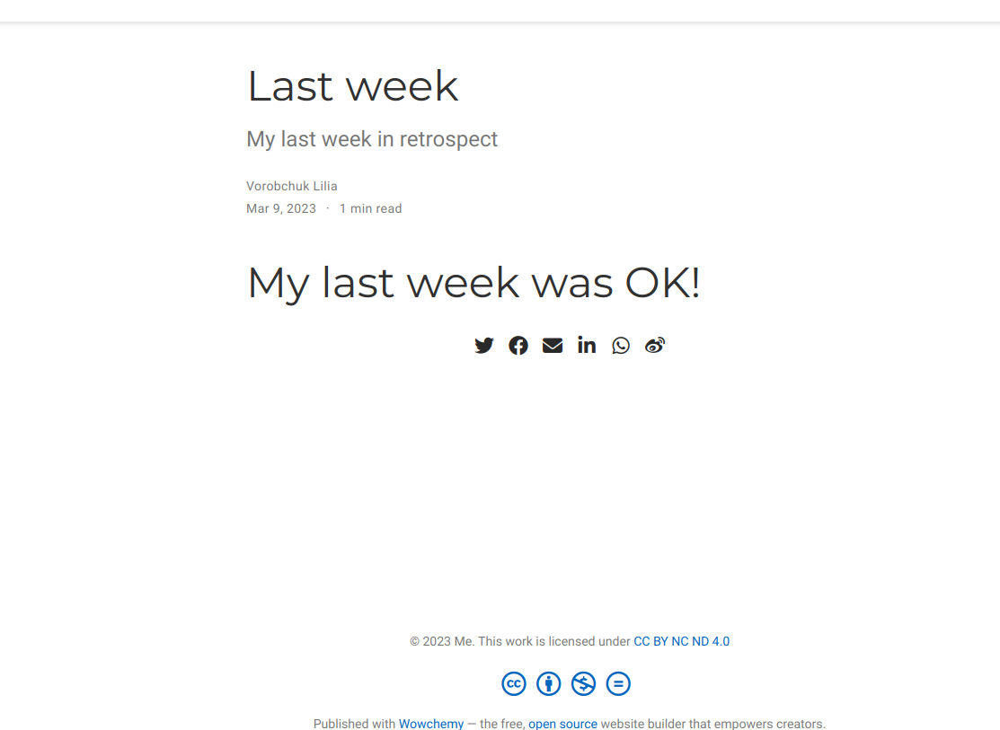 Last week
My last week in retrospect
Vorobchuk Lilia
Mar 9, 2023 · 1 min read
My last week was OK!
© 2023 Me. This work is licensed under CC BY NC ND 4.0
Published with Wowchemy — the free, open source website builder that empowers creators.